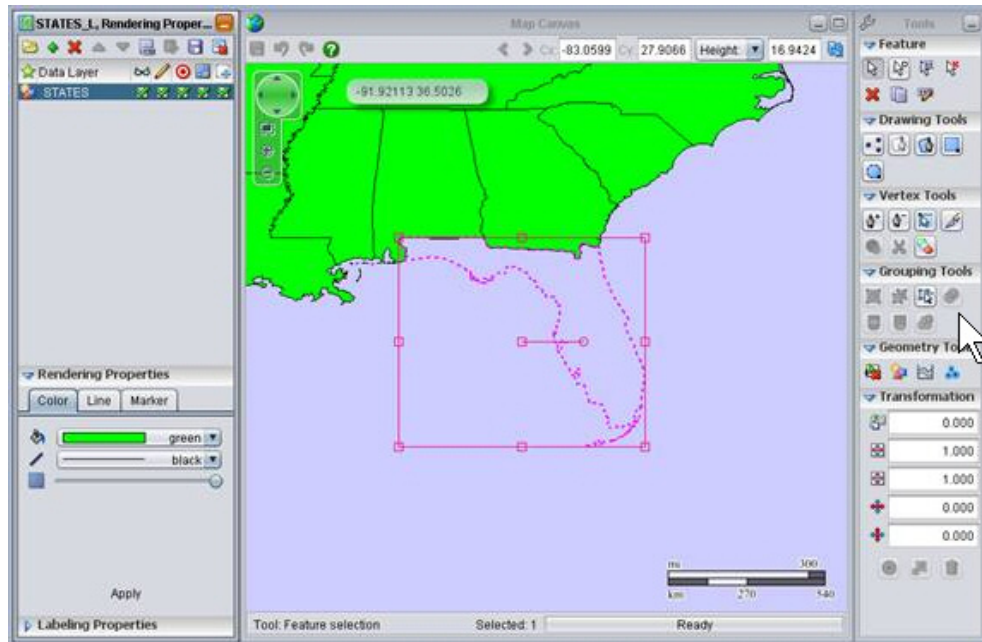 STATES_L, Rendering Proper...
Data Layer
STATES
Rendering Properties
Color Line Marker
green
black
Apply
Labeling Properties
Map Canvas
Cx: -83.0599 Cy: 27.9066 Height: 16.9424
-91.92113 36.5026
mi 300
km 270 540
Tool: Feature selection Selected: 1 Ready
Tools
Feature
Drawing Tools
Vertex Tools
Grouping Tools
Geometry Tools
Transformation
0.000
1.000
1.000
0.000
0.000